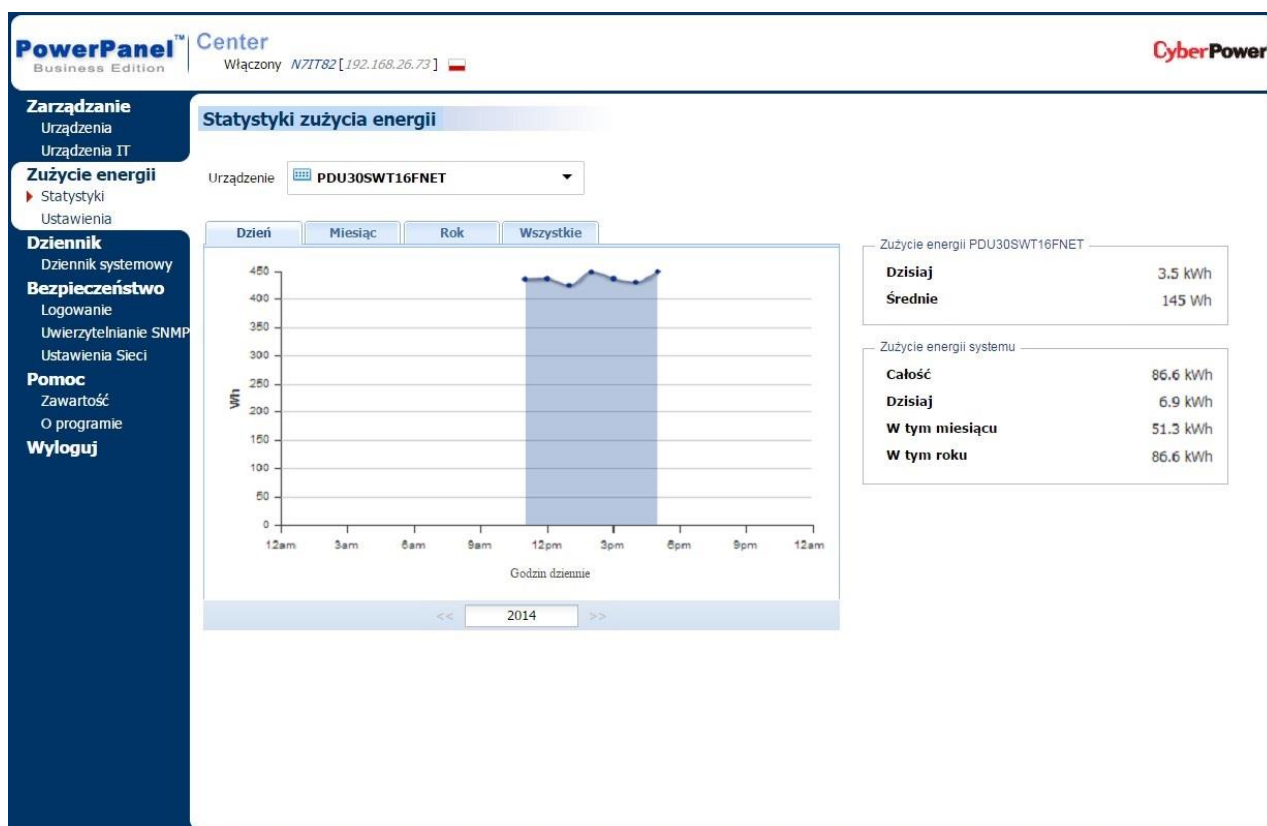 PowerPanel™
Business Edition
Center
Włączony N7IT82 [ 192.168.26.73 ]
CyberPower
Zarządzanie
Urządzenia
Urządzenia IT
Zużycie energii
Statystyki
Ustawienia
Dziennik
Dziennik systemowy
Bezpieczeństwo
Logowanie
Uwierzytelnianie SNMP
Ustawienia Sieci
Pomoc
Zawartość
O programie
Wyloguj
Statystyki zużycia energii
Urządzenie PDU30SWT16FNET
Dzień Miesiąc Rok Wszystkie
450
400
350
300
250
200
150
100
50
0
Wh
12am 3am 6am 9am 12pm 3pm 6pm 9pm 12am
Godzin dziennie
<< 2014 >>
Zużycie energii PDU30SWT16FNET
Dzisiaj 3.5 kWh
Średnie 145 Wh
Zużycie energii systemu
Całość 86.6 kWh
Dzisiaj 6.9 kWh
W tym miesiącu 51.3 kWh
W tym roku 86.6 kWh